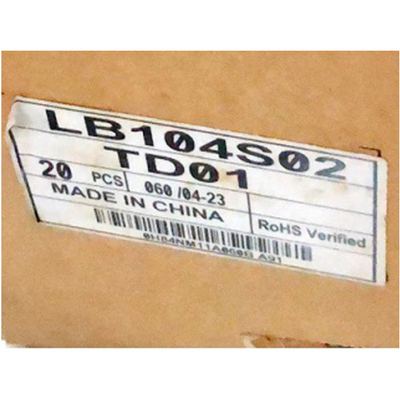 LB104S02
TD01
20 PCS 060 /04-23
MADE IN CHINA
RoHS Verified